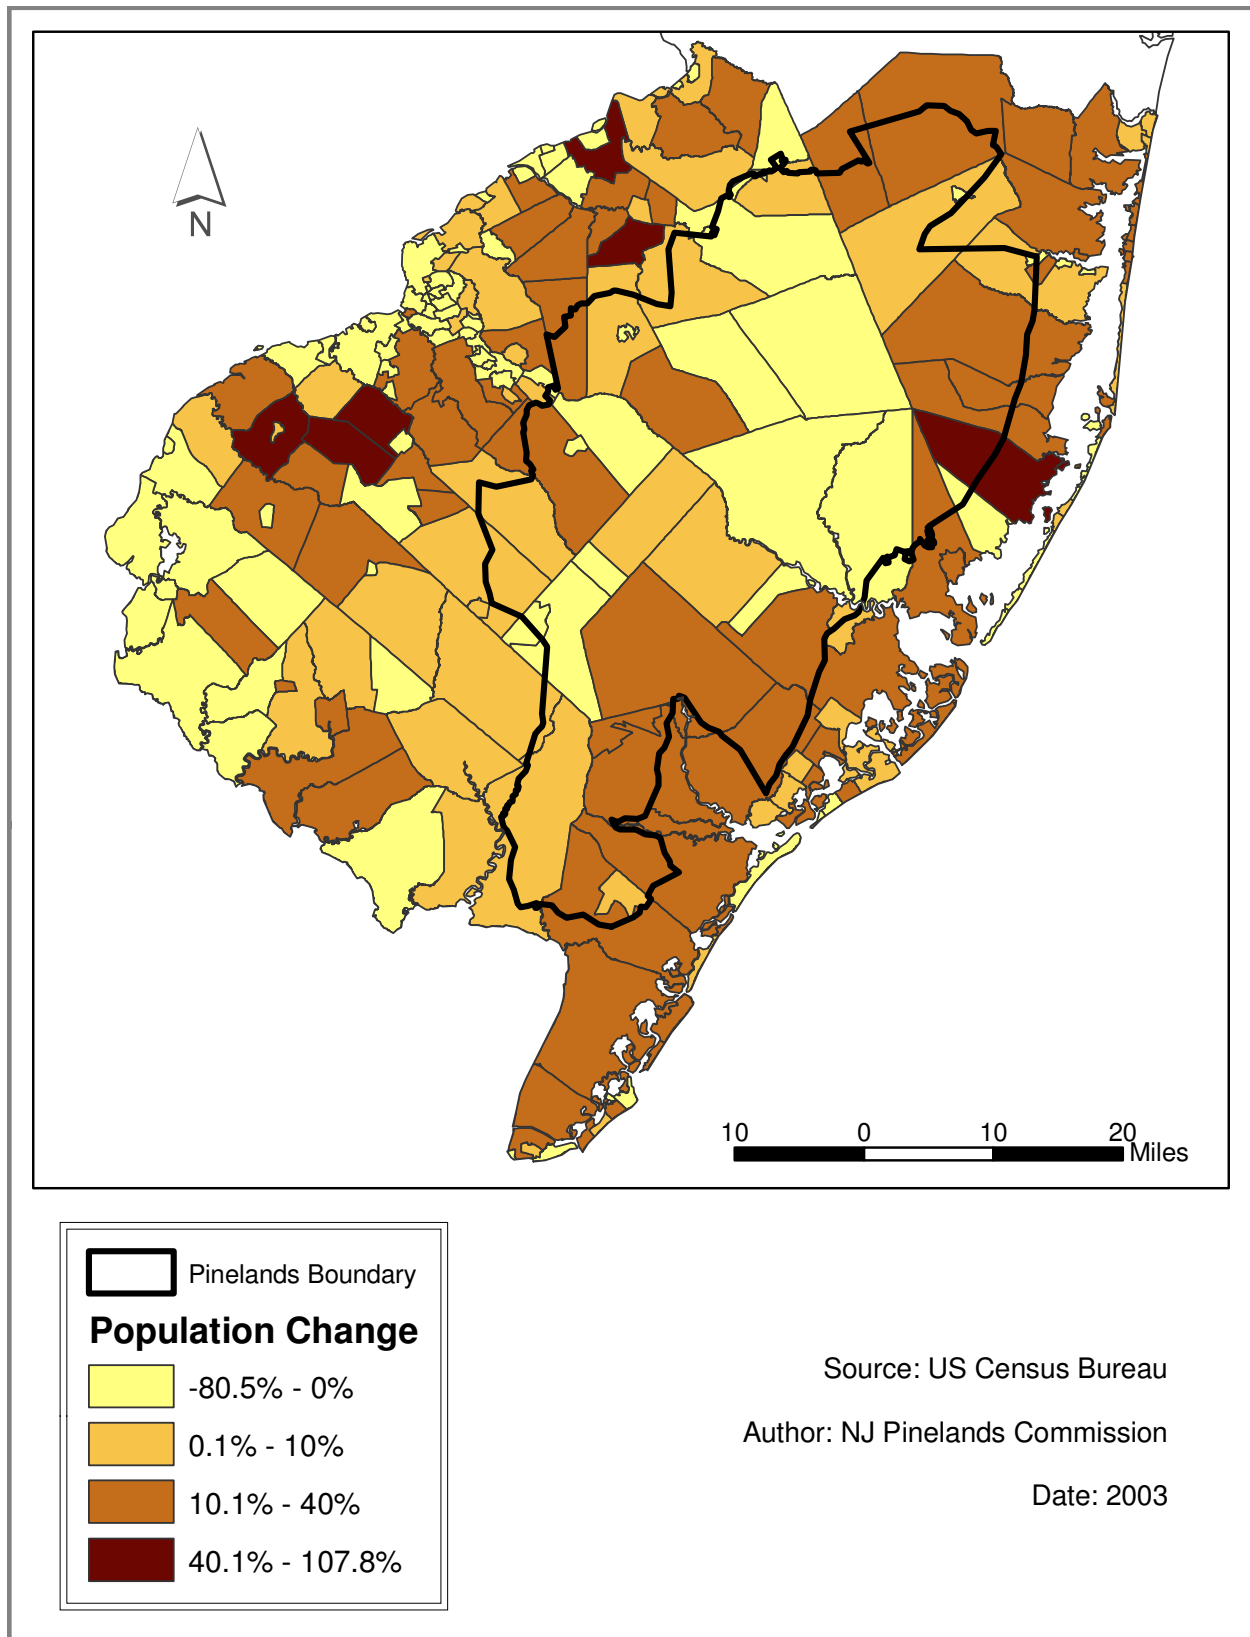 N
10 0 10 20
Miles
Pinelands Boundary
Population Change
-80.5% - 0%
0.1% - 10%
10.1% - 40%
40.1% - 107.8%
Source: US Census Bureau
Author: NJ Pinelands Commission
Date: 2003